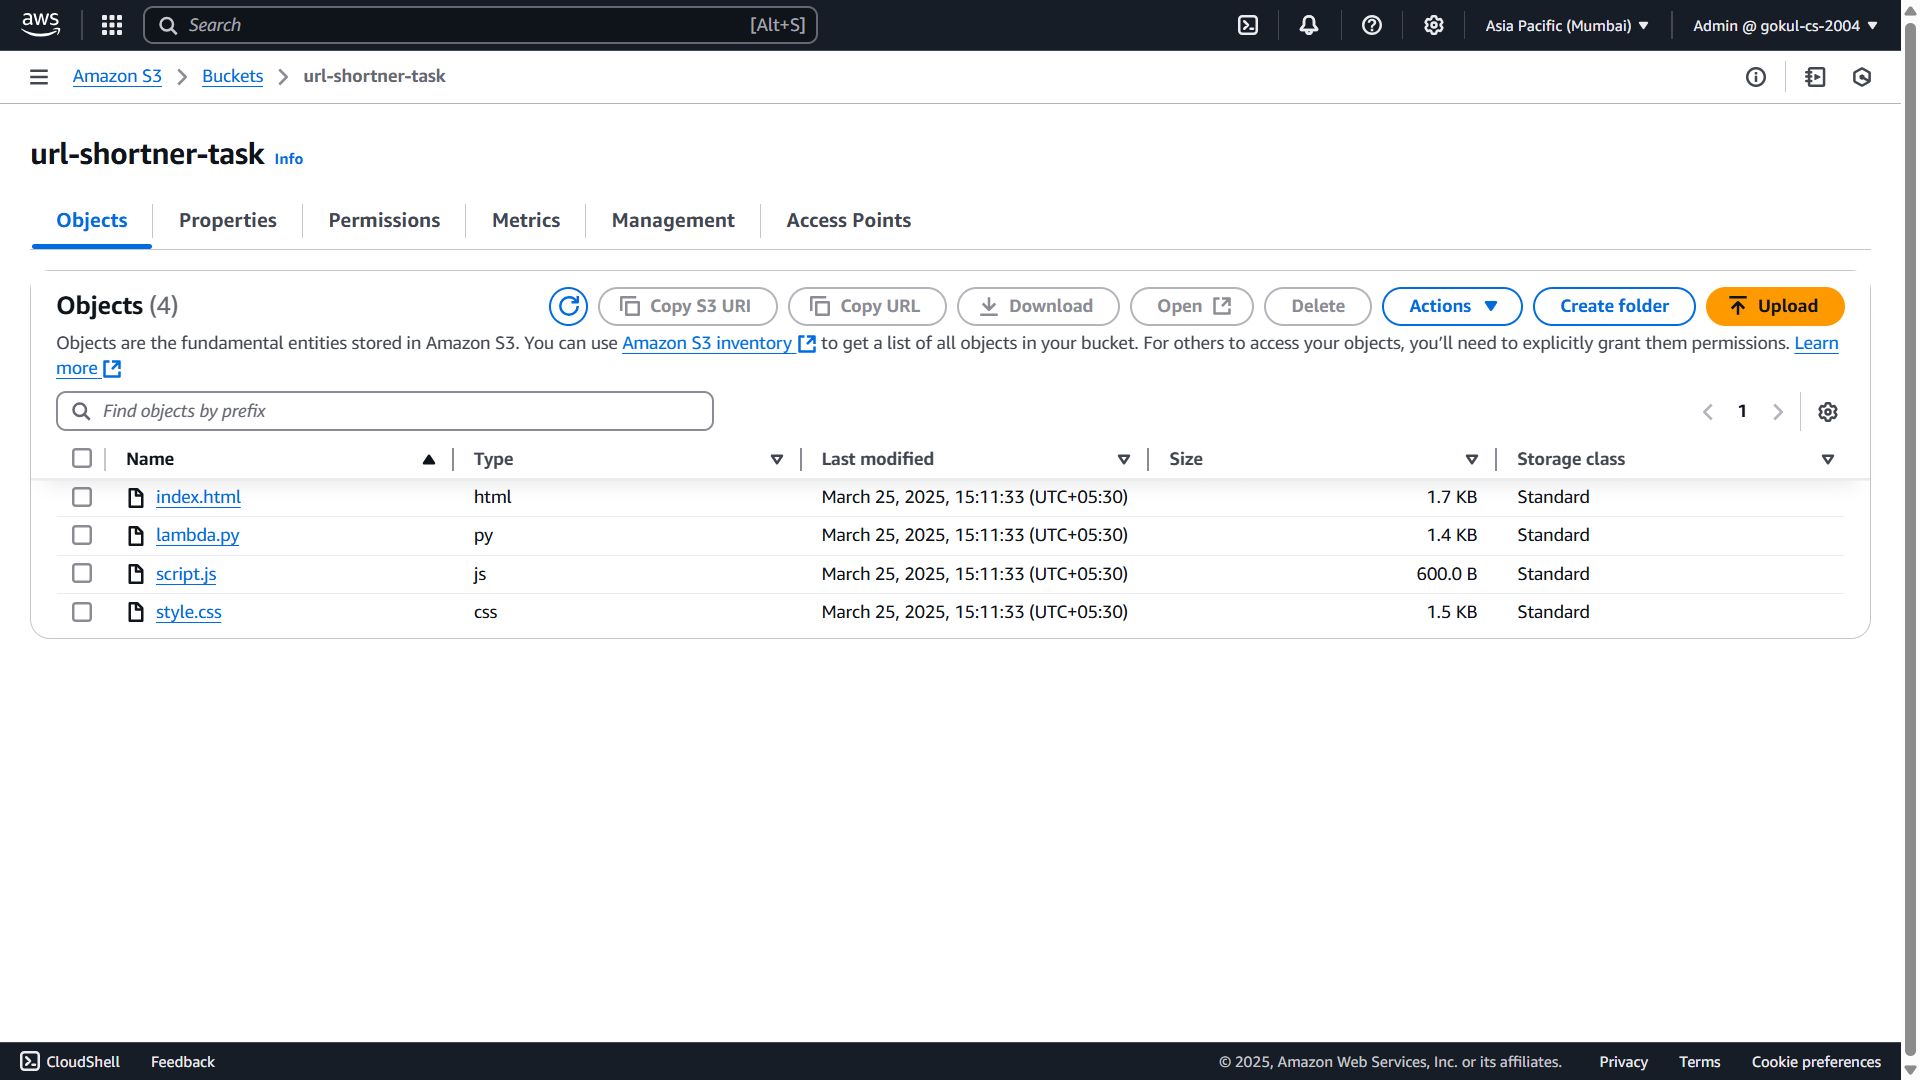 aws Search [Alt+S] Asia Pacific (Mumbai) Admin @ gokul-cs-2004
Amazon S3 Buckets url-shortner-task
url-shortner-task Info
Objects Properties Permissions Metrics Management Access Points
Objects (4) Copy S3 URI Copy URL Download Open Delete Actions Create folder Upload
Objects are the fundamental entities stored in Amazon S3. You can use Amazon S3 inventory to get a list of all objects in your bucket. For others to access your objects, you’ll need to explicitly grant them permissions. Learn
more
Find objects by prefix 1
Name Type Last modified Size Storage class
index.html html March 25, 2025, 15:11:33 (UTC+05:30) 1.7 KB Standard
lambda.py py March 25, 2025, 15:11:33 (UTC+05:30) 1.4 KB Standard
script.js js March 25, 2025, 15:11:33 (UTC+05:30) 600.0 B Standard
style.css css March 25, 2025, 15:11:33 (UTC+05:30) 1.5 KB Standard
CloudShell Feedback © 2025, Amazon Web Services, Inc. or its affiliates. Privacy Terms Cookie preferences